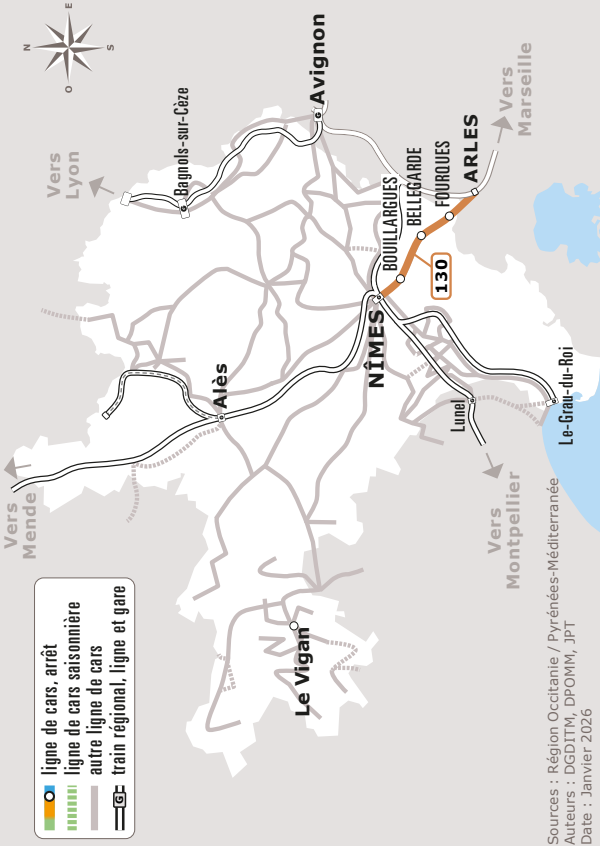 ligne de cars, arrêt
ligne de cars saisonnière
autre ligne de cars
G
train régional, ligne et gare
N
E
S
O
Vers
Mende
Vers
Lyon
Bagnols-sur-Cèze
Avignon
Alès
Le Vigan
NÎMES
BOUILLARGUES
BELLEGARDE
FOURQUES
ARLES
130
Vers
Marseille
Lunel
Le-Grau-du-Roi
Vers
Montpellier
Sources : Région Occitanie / Pyrénées-Méditerranée
Auteurs : DGDITM, DPOMM, JPT
Date : Janvier 2026